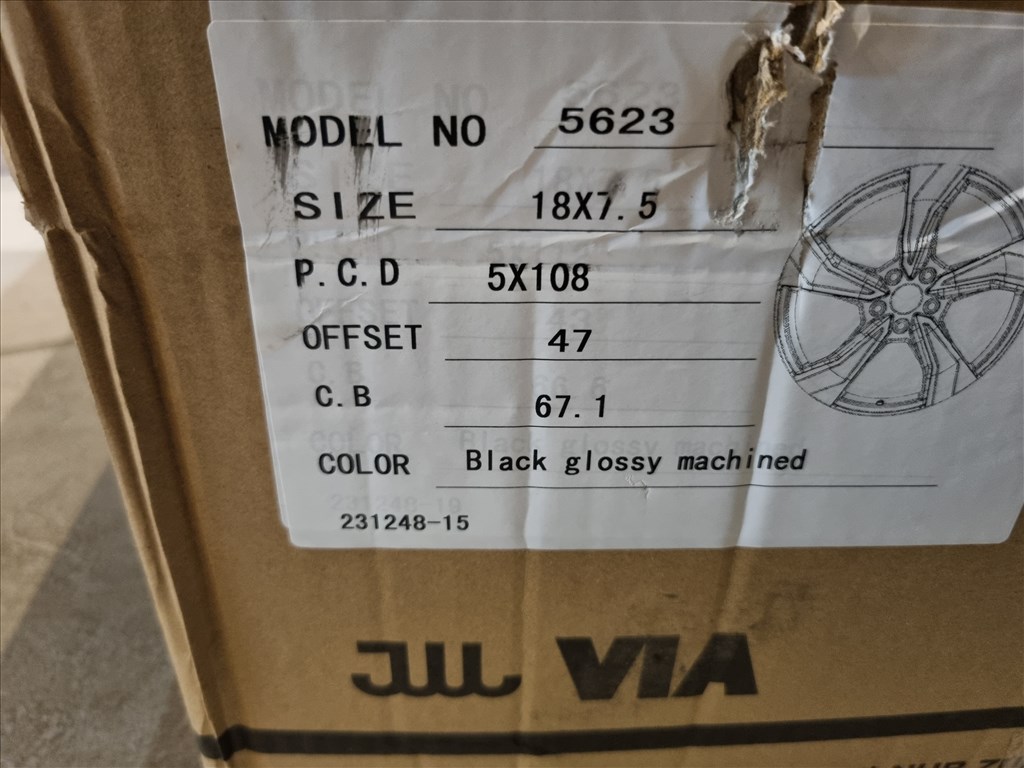 MODEL NO 5623
SIZE 18X7.5
P.C.D 5X108
OFFSET 47
C.B 67.1
COLOR Black glossy machined
231248-15
JWL VIA